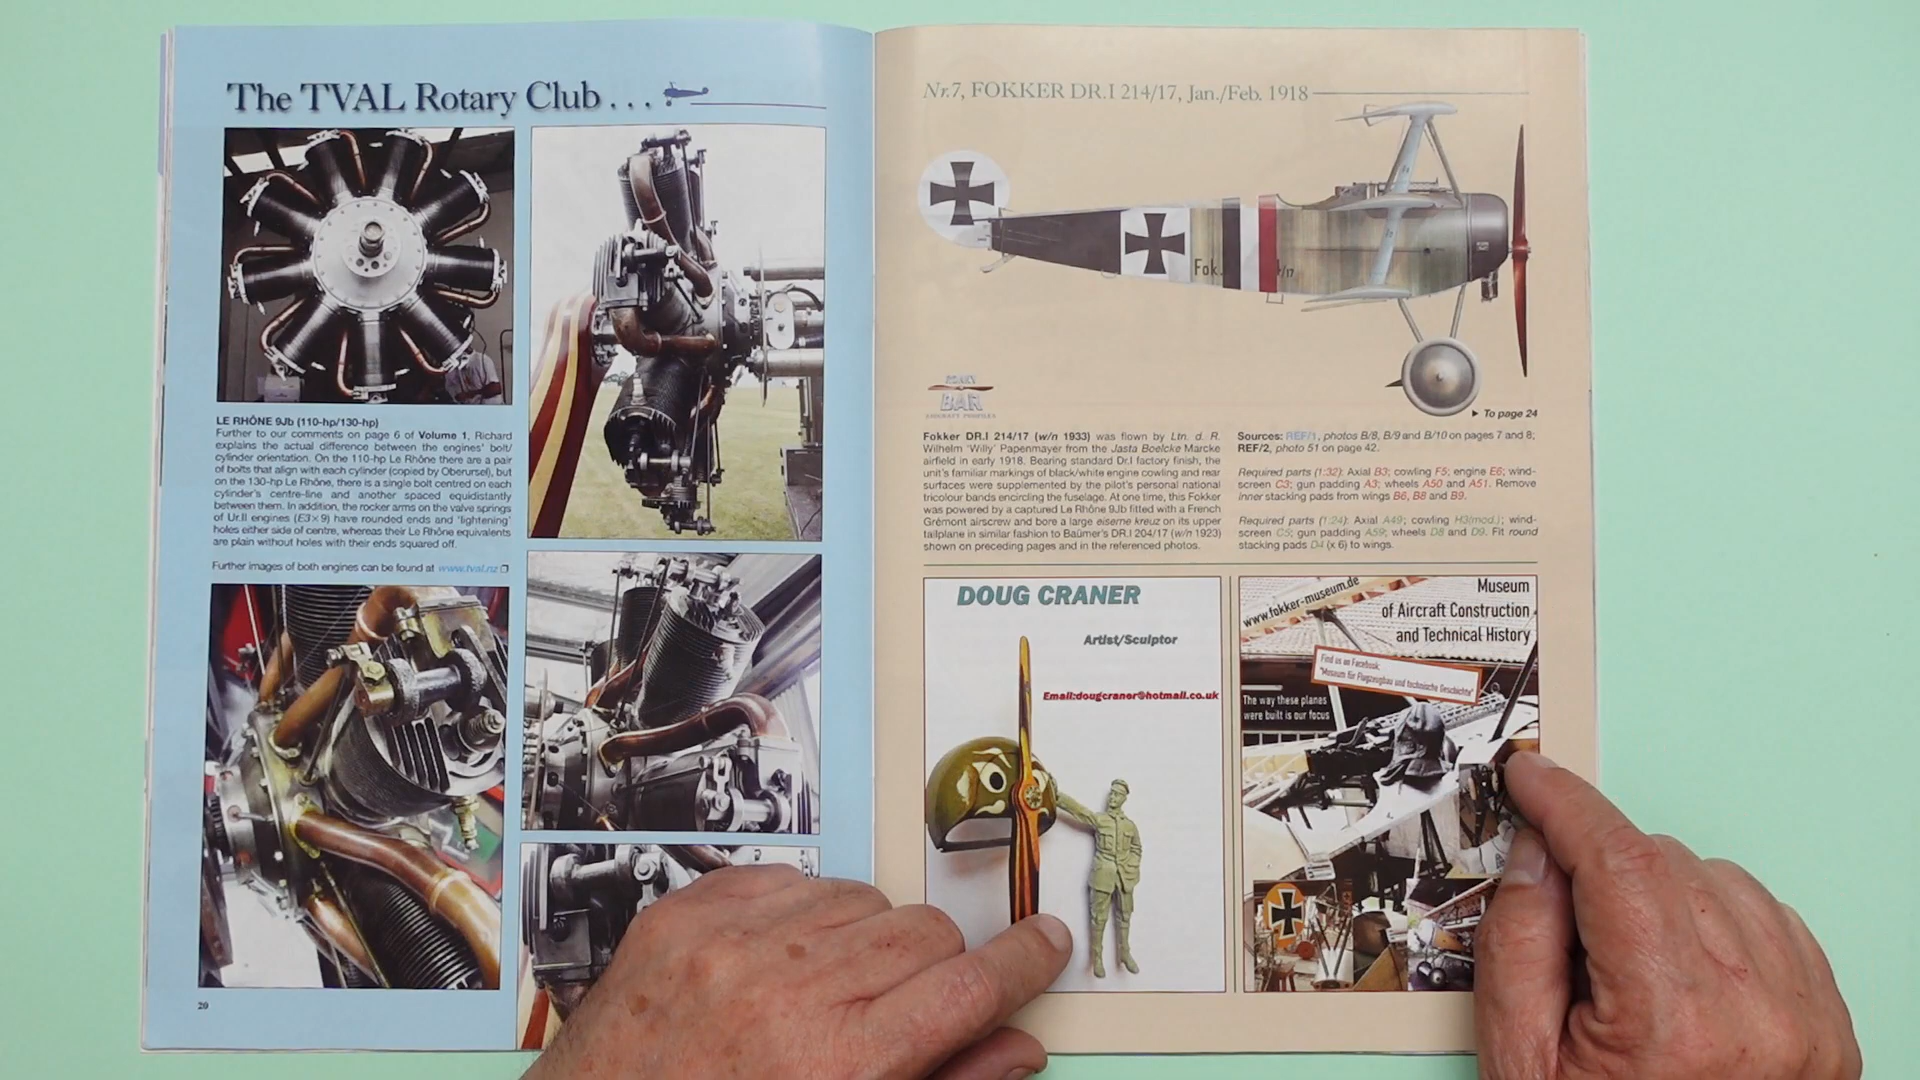 The TVAL Rotary Club . . .
LE RHÔNE 9Jb (110-hp/130-hp)
Further to our comments on page 6 of Volume 1, Richard
explains the actual difference between the engines' bolt/
cylinder orientation. On the 110-hp Le Rhône there are a pair
of bolts that align with each cylinder (copied by Oberursel), but
on the 130-hp Le Rhône, there is a single bolt centred on each
cylinder's centre-line and another spaced equidistantly
between them. In addition, the rocker arms on the valve springs
of Ur.II engines (E3×9) have rounded ends and 'lightening'
holes either side of centre, whereas their Le Rhône equivalents
are plain without holes with their ends squared off.
Further images of both engines can be found at www.tval.nz
20
Nr.7, FOKKER DR.I 214/17, Jan./Feb. 1918
Fok.
/17
BAR
AIRCRAFT PROFILES
► To page 24
Fokker DR.I 214/17 (w/n 1933) was flown by Ltn. d. R.
Wilhelm 'Willy' Papenmayer from the Jasta Boelcke Marcke
airfield in early 1918. Bearing standard Dr.I factory finish, the
unit's familiar markings of black/white engine cowling and rear
surfaces were supplemented by the pilot's personal national
tricolour bands encircling the fuselage. At one time, this Fokker
was powered by a captured Le Rhône 9Jb fitted with a French
Grémont airscrew and bore a large eiserne kreuz on its upper
tailplane in similar fashion to Baümer's DR.I 204/17 (w/n 1923)
shown on preceding pages and in the referenced photos.
Sources: REF/1, photos B/8, B/9 and B/10 on pages 7 and 8;
REF/2, photo 51 on page 42.
Required parts (1:32): Axial B3; cowling F5; engine E6; wind-
screen C3; gun padding A3; wheels A50 and A51. Remove
inner stacking pads from wings B6, B8 and B9.
Required parts (1:24): Axial A49; cowling H3(mod.); wind-
screen C5; gun padding A59; wheels D8 and D9. Fit round
stacking pads D4 (x 6) to wings.
DOUG CRANER
Artist/Sculptor
Email:dougcraner@hotmail.co.uk
www.fokker-museum.de
Museum
of Aircraft Construction
and Technical History
Find us on Facebook:
"Museum für Flugzeugbau und technische Geschichte"
The way these planes
were built is our focus